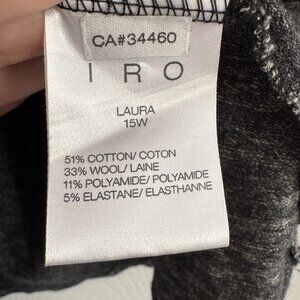 CA#34460
IRO
LAURA
15W
51% COTTON/ COTON
33% WOOL/ LAINE
11% POLYAMIDE/ POLYAMIDE
5% ELASTANE/ ELASTHANNE